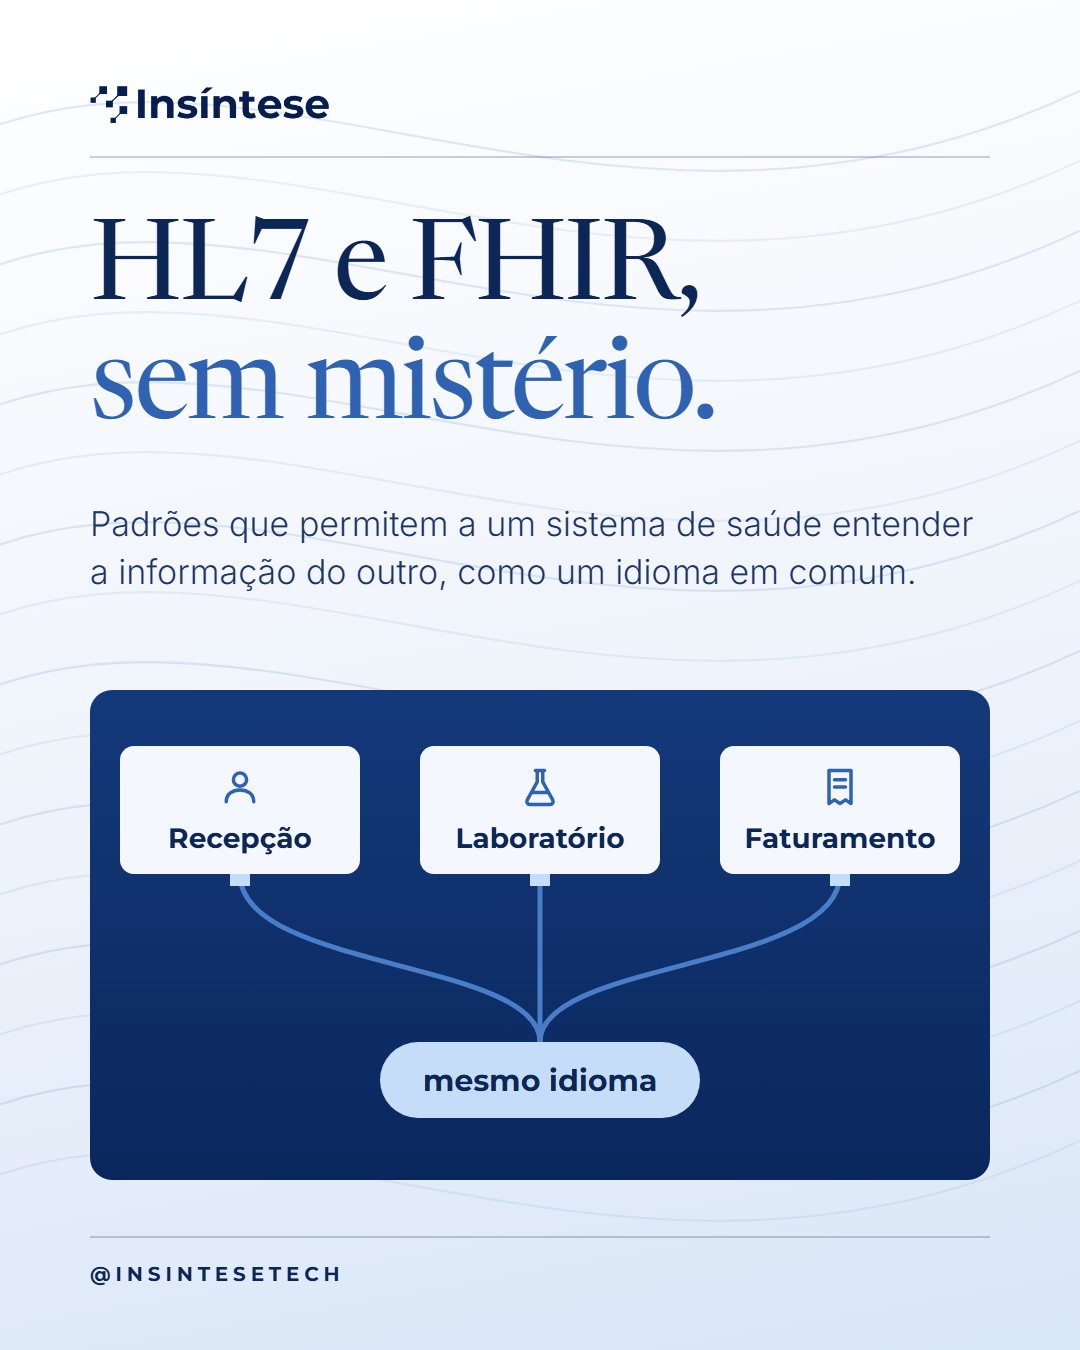 Insíntese
HL7 e FHIR,
sem mistério.
Padrões que permitem a um sistema de saúde entender
a informação do outro, como um idioma em comum.
Recepção
Laboratório
Faturamento
mesmo idioma
@INSINTESETECH